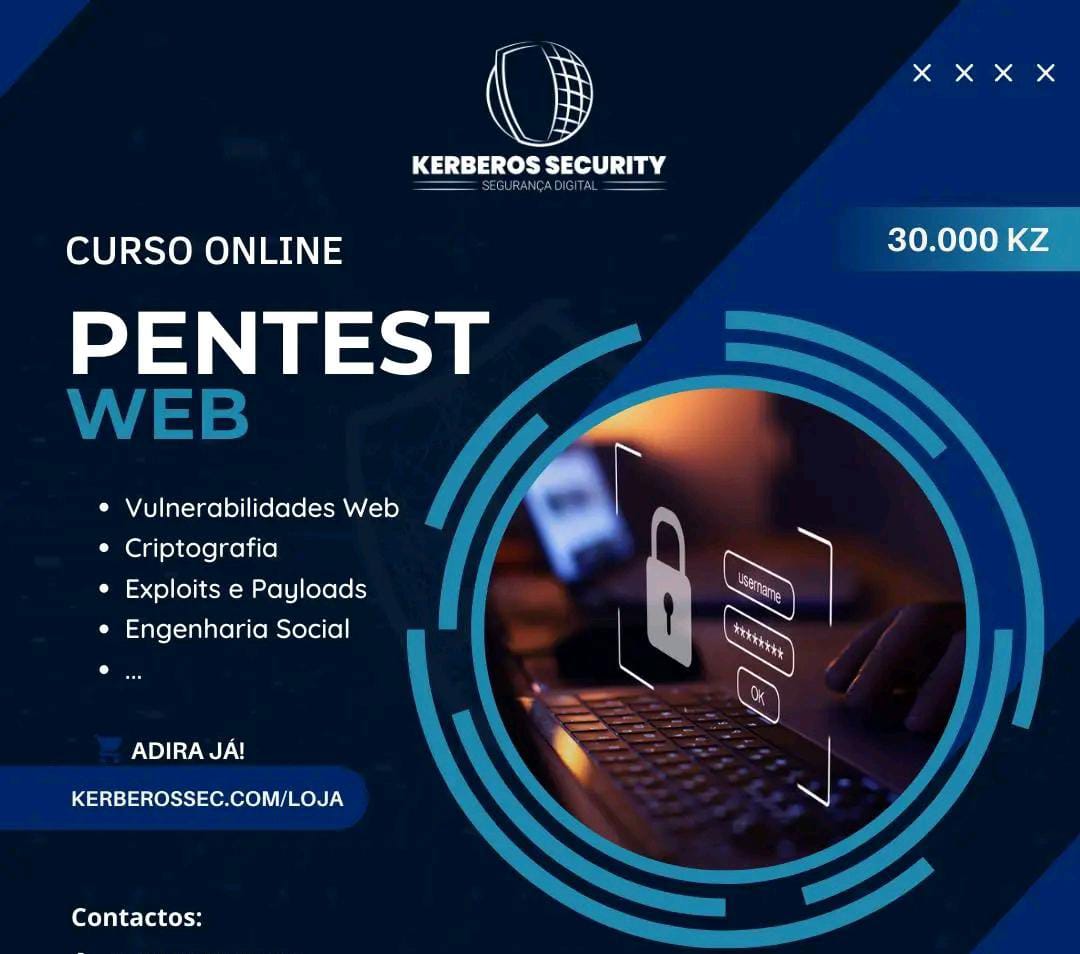 KERBEROS SECURITY
SEGURANÇA DIGITAL
CURSO ONLINE
30.000 KZ
PENTEST
WEB
• Vulnerabilidades Web
• Criptografia
• Exploits e Payloads
• Engenharia Social
• ...
username
********
OK
ADIRA JÁ!
KERBEROSSEC.COM/LOJA
Contactos: